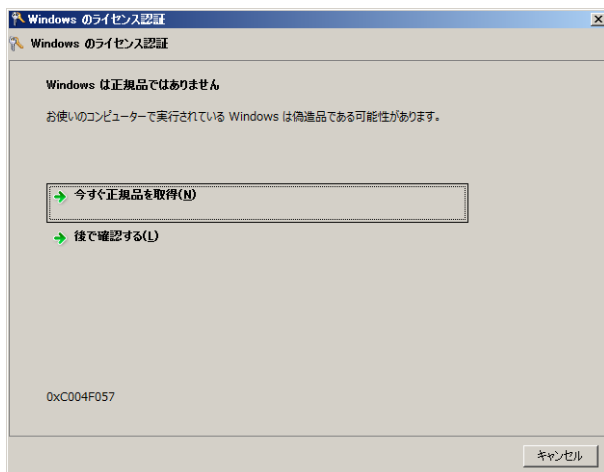 Windows のライセンス認証
Windows のライセンス認証
Windows は正規品ではありません
お使いのコンピューターで実行されている Windows は偽造品である可能性があります。
今すぐ正規品を取得(N)
後で確認する(L)
0xC004F057
キャンセル